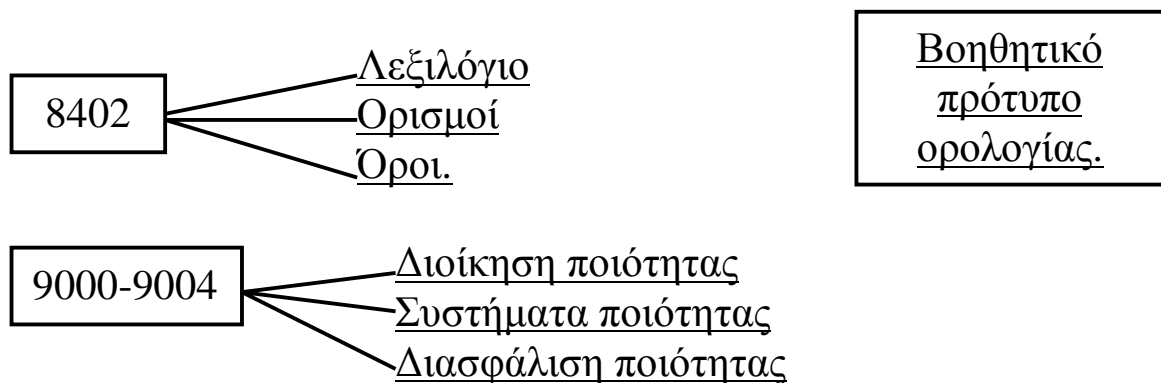 8402
Λεξιλόγιο
Ορισμοί
Όροι.
Βοηθητικό
πρότυπο
ορολογίας.
9000-9004
Διοίκηση ποιότητας
Συστήματα ποιότητας
Διασφάλιση ποιότητας